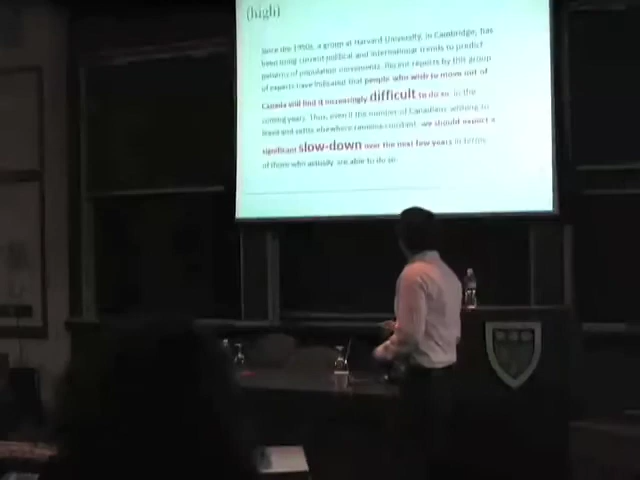 (high)
Since the 1950s, a group at Harvard University, in Cambridge, has
been using current political and international trends to predict
patterns of population movements. Recent reports by this group
of experts have indicated that people who wish to move out of
Canada will find it increasingly difficult to do so in the
coming years. Thus, even if the number of Canadians wishing to
leave and settle elsewhere remains constant, we should expect a
significant slow-down over the next few years in terms
of those who actually are able to do so.